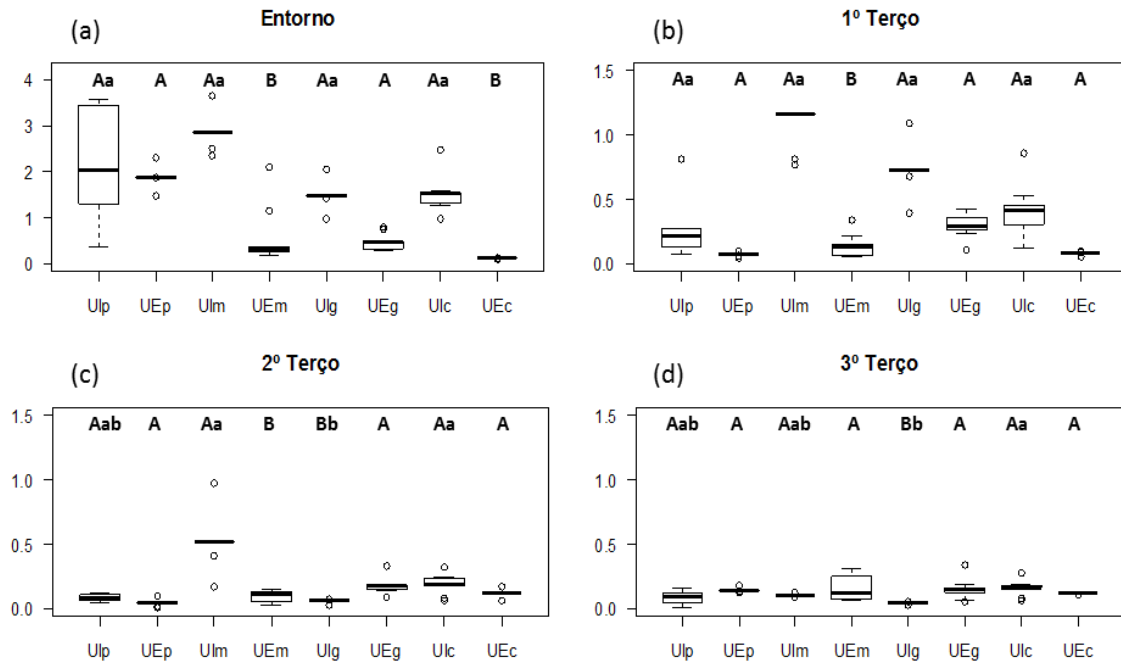 (a) Entorno
4 Aa A Aa B Aa A Aa B
3
2
1
0
UIp UEp UIm UEm UIg UEg UIc UEc
(b) 1º Terço
1.5 Aa A Aa B Aa A Aa A
1.0
0.5
0.0
UIp UEp UIm UEm UIg UEg UIc UEc
(c) 2º Terço
1.5 Aab A Aa B Bb A Aa A
1.0
0.5
0.0
UIp UEp UIm UEm UIg UEg UIc UEc
(d) 3º Terço
1.5 Aab A Aab A Bb A Aa A
1.0
0.5
0.0
UIp UEp UIm UEm UIg UEg UIc UEc